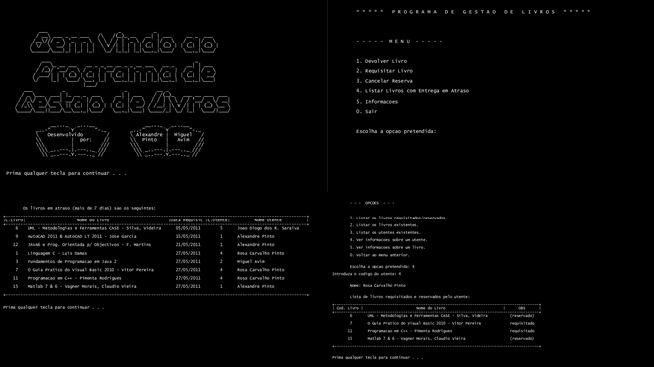 Bem Vindo ao
Programa de
Gestao de Livros
Desenvolvido por:
Alexandre Pinto
Miguel Avim
Prima qualquer tecla para continuar . . .
* * * * * PROGRAMA DE GESTAO DE LIVROS * * * * *
- - - - - MENU - - - - -
1. Devolver Livro
2. Requisitar Livro
3. Cancelar Reserva
4. Listar Livros com Entrega em Atraso
5. Informacoes
0. Sair
Escolha a opcao pretendida:
Os livros em atraso (mais de 7 dias) sao os seguintes:
|C.Livro| Nome do Livro |Data Requis| |C.Utente| Nome Utente
6 UML - Metodologias e Ferramentas CASE - Silva, Videira 05/05/2011 5 Joao Diogo dos R. Saraiva
9 AutoCAD 2011 & AutoCAD LT 2011 - Jose Garcia 21/05/2011 1 Alexandre Pinto
12 JAVA6 e Prog. Orientada p/ Objectivos - F. Martins 21/05/2011 1 Alexandre Pinto
1 Linguagem C - Luis Damas 27/05/2011 4 Rosa Carvalho Pinto
3 Fundamentos de Programacao em Java 2 27/05/2011 2 Miguel Avim
7 O Guia Pratico do Visual Basic 2010 - Vitor Pereira 27/05/2011 4 Rosa Carvalho Pinto
11 Programacao em C++ - Pimenta Rodrigues 27/05/2011 4 Rosa Carvalho Pinto
15 Matlab 7 & 6 - Vagner Morais, Claudio Vieira 27/05/2011 1 Alexandre Pinto
Prima qualquer tecla para continuar . . .
- - - OPCOES - - -
1. Listar os livros requisitados/reservados.
2. Listar os livros existentes.
3. Listar os utentes existentes.
4. Ver informacoes sobre um utente.
5. Ver informacoes sobre um livro.
0. Voltar ao menu anterior.
Escolha a opcao pretendida: 4
Introduza o codigo do utente: 4
Nome: Rosa Carvalho Pinto
Lista de livros requisitados e reservados pelo utente:
| Cod. Livro | Nome do Livro | OBS
6 UML - Metodologias e Ferramentas CASE - Silva, Videira (reservado)
7 O Guia Pratico do Visual Basic 2010 - Vitor Pereira requisitado
11 Programacao em C++ - Pimenta Rodrigues requisitado
15 Matlab 7 & 6 - Vagner Morais, Claudio Vieira (reservado)
Prima qualquer tecla para continuar . . .